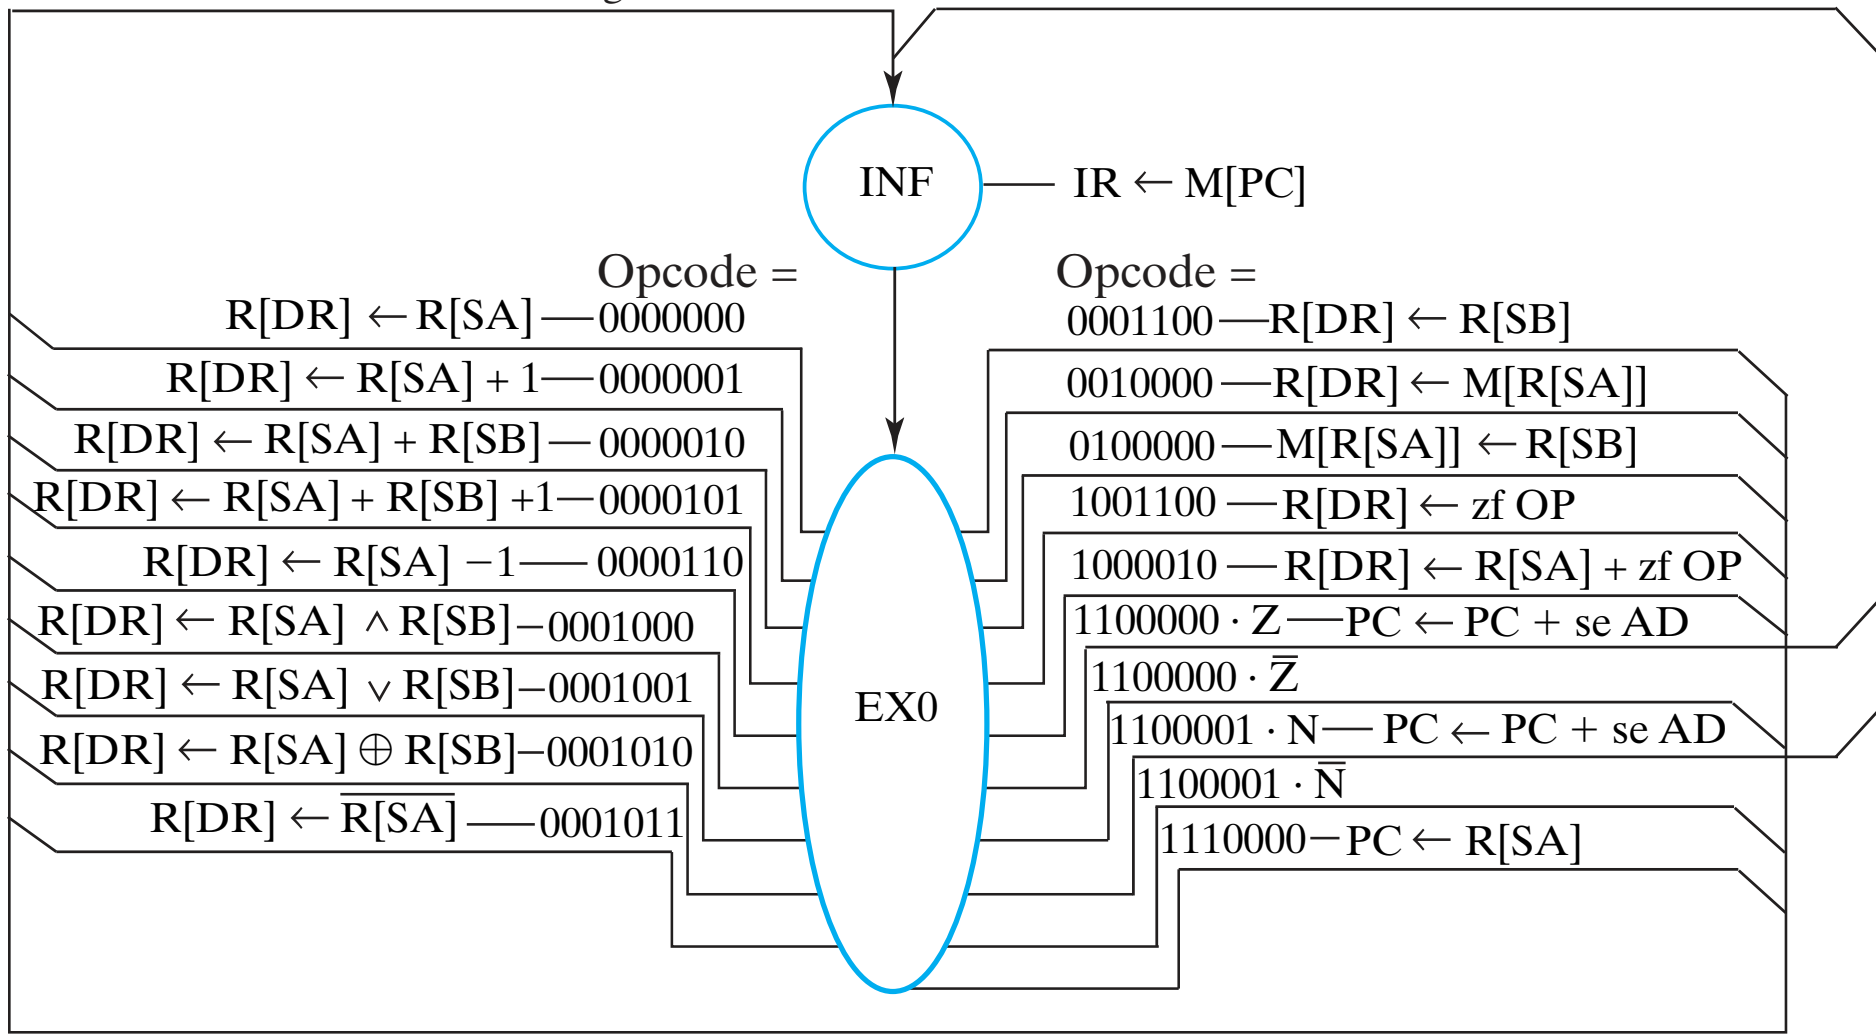 INF
IR ← M[PC]
Opcode =
R[DR] ← R[SA] — 0000000
R[DR] ← R[SA] + 1 — 0000001
R[DR] ← R[SA] + R[SB] — 0000010
R[DR] ← R[SA] + R[SB] +1 — 0000101
R[DR] ← R[SA] −1 — 0000110
R[DR] ← R[SA] ∧ R[SB] – 0001000
R[DR] ← R[SA] ∨ R[SB] – 0001001
R[DR] ← R[SA] ⊕ R[SB] – 0001010
R[DR] ← R̅[̅S̅A̅]̅ — 0001011
EX0
Opcode =
0001100 — R[DR] ← R[SB]
0010000 — R[DR] ← M[R[SA]]
0100000 — M[R[SA]] ← R[SB]
1001100 — R[DR] ← zf OP
1000010 — R[DR] ← R[SA] + zf OP
1100000 · Z — PC ← PC + se AD
1100000 · Z̅
1100001 · N — PC ← PC + se AD
1100001 · N̅
1110000 – PC ← R[SA]